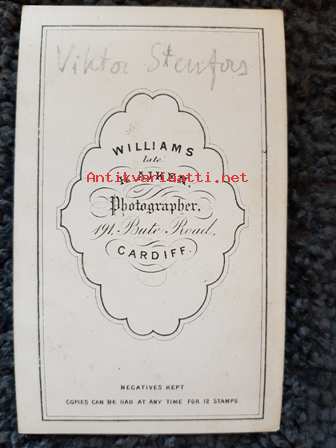 Viktor Stenfors
WILLIAMS
late
AIKEN,
Antikvariaatti.net
Photographer.
191. Bute Road,
CARDIFF.
NEGATIVES KEPT
COPIES CAN BE HAD AT ANY TIME FOR 12 STAMPS